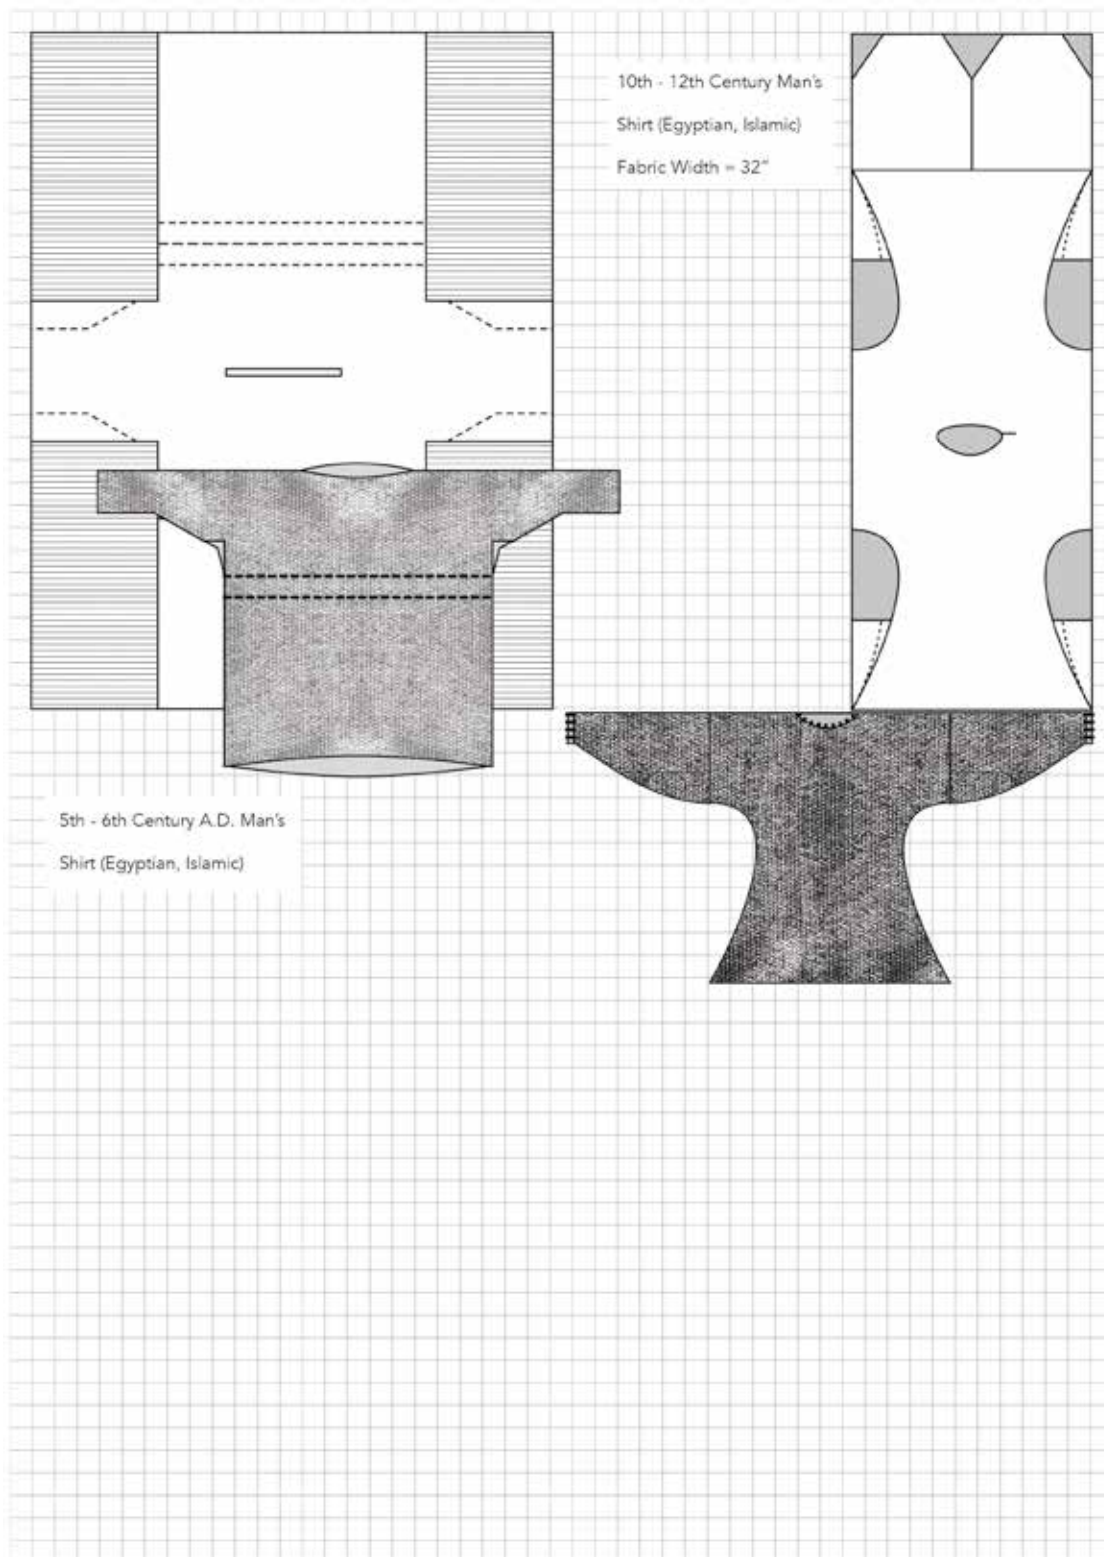 10th - 12th Century Man's
Shirt (Egyptian, Islamic)
Fabric Width = 32"
5th - 6th Century A.D. Man's
Shirt (Egyptian, Islamic)